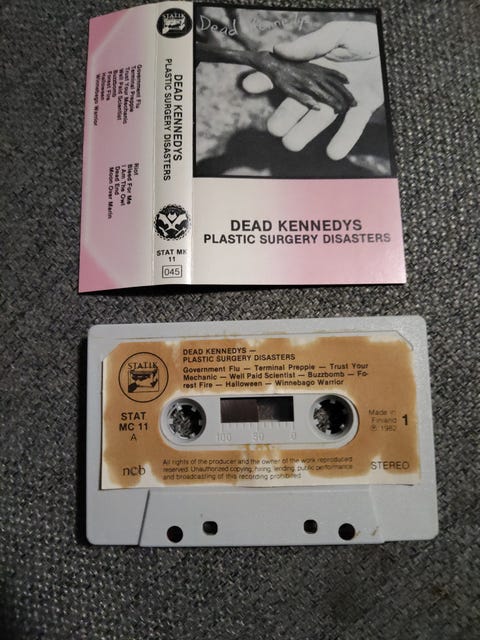 Dead Kennedys
DEAD KENNEDYS
PLASTIC SURGERY DISASTERS
STATIK
DEAD KENNEDYS
PLASTIC SURGERY DISASTERS
STAT MK
11
045
Government Flu
Terminal Preppie
Trust Your Mechanic
Well Paid Scientist
Buzzbomb
Forest Fire
Halloween
Winnebago Warrior
Riot
Bleed For Me
I Am The Owl
Dead End
Moon Over Marin
STATIK
DEAD KENNEDYS —
PLASTIC SURGERY DISASTERS
Government Flu — Terminal Preppie — Trust Your
Mechanic — Well Paid Scientist — Buzzbomb — Fo-
rest Fire — Halloween — Winnebago Warrior
STAT
MC 11
A
100 50 0
Made in
Finland
℗ 1982
1
ncb
All rights of the producer and the owner of the work reproduced
reserved. Unauthorized copying, hiring, lending, public performance
and broadcasting of this recording prohibited
STEREO